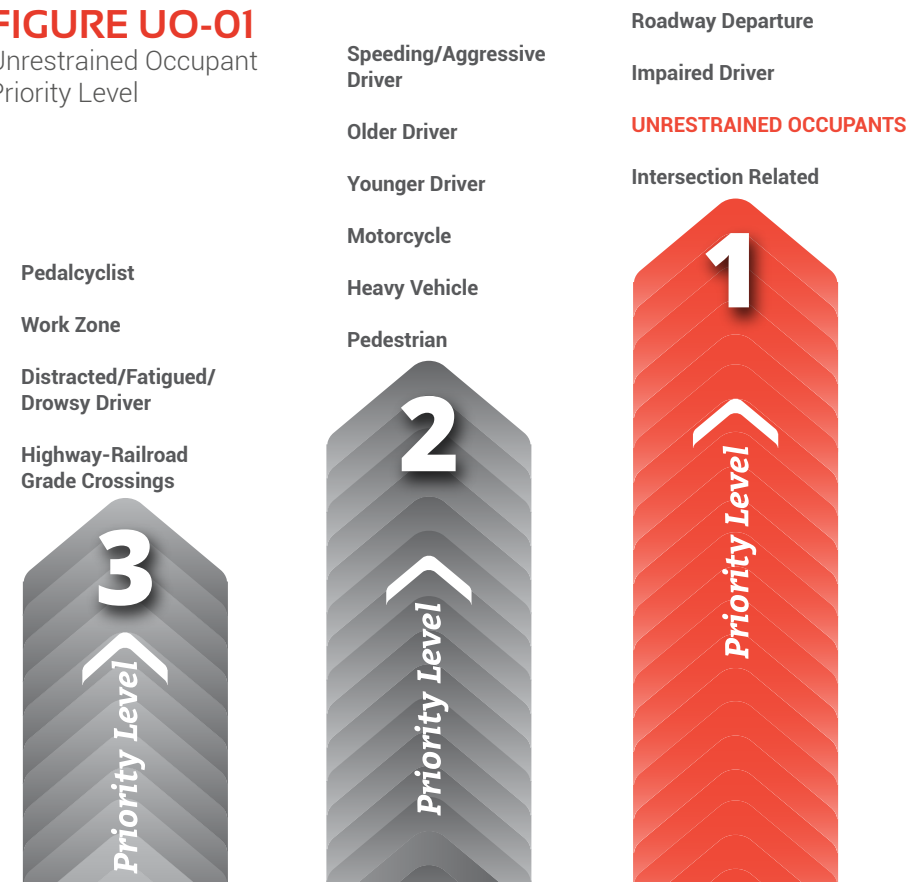 FIGURE UO-01
Unrestrained Occupant
Priority Level
Pedalcyclist
Work Zone
Distracted/Fatigued/
Drowsy Driver
Highway-Railroad
Grade Crossings
3
Priority Level
Speeding/Aggressive
Driver
Older Driver
Younger Driver
Motorcycle
Heavy Vehicle
Pedestrian
2
Priority Level
Roadway Departure
Impaired Driver
UNRESTRAINED OCCUPANTS
Intersection Related
1
Priority Level